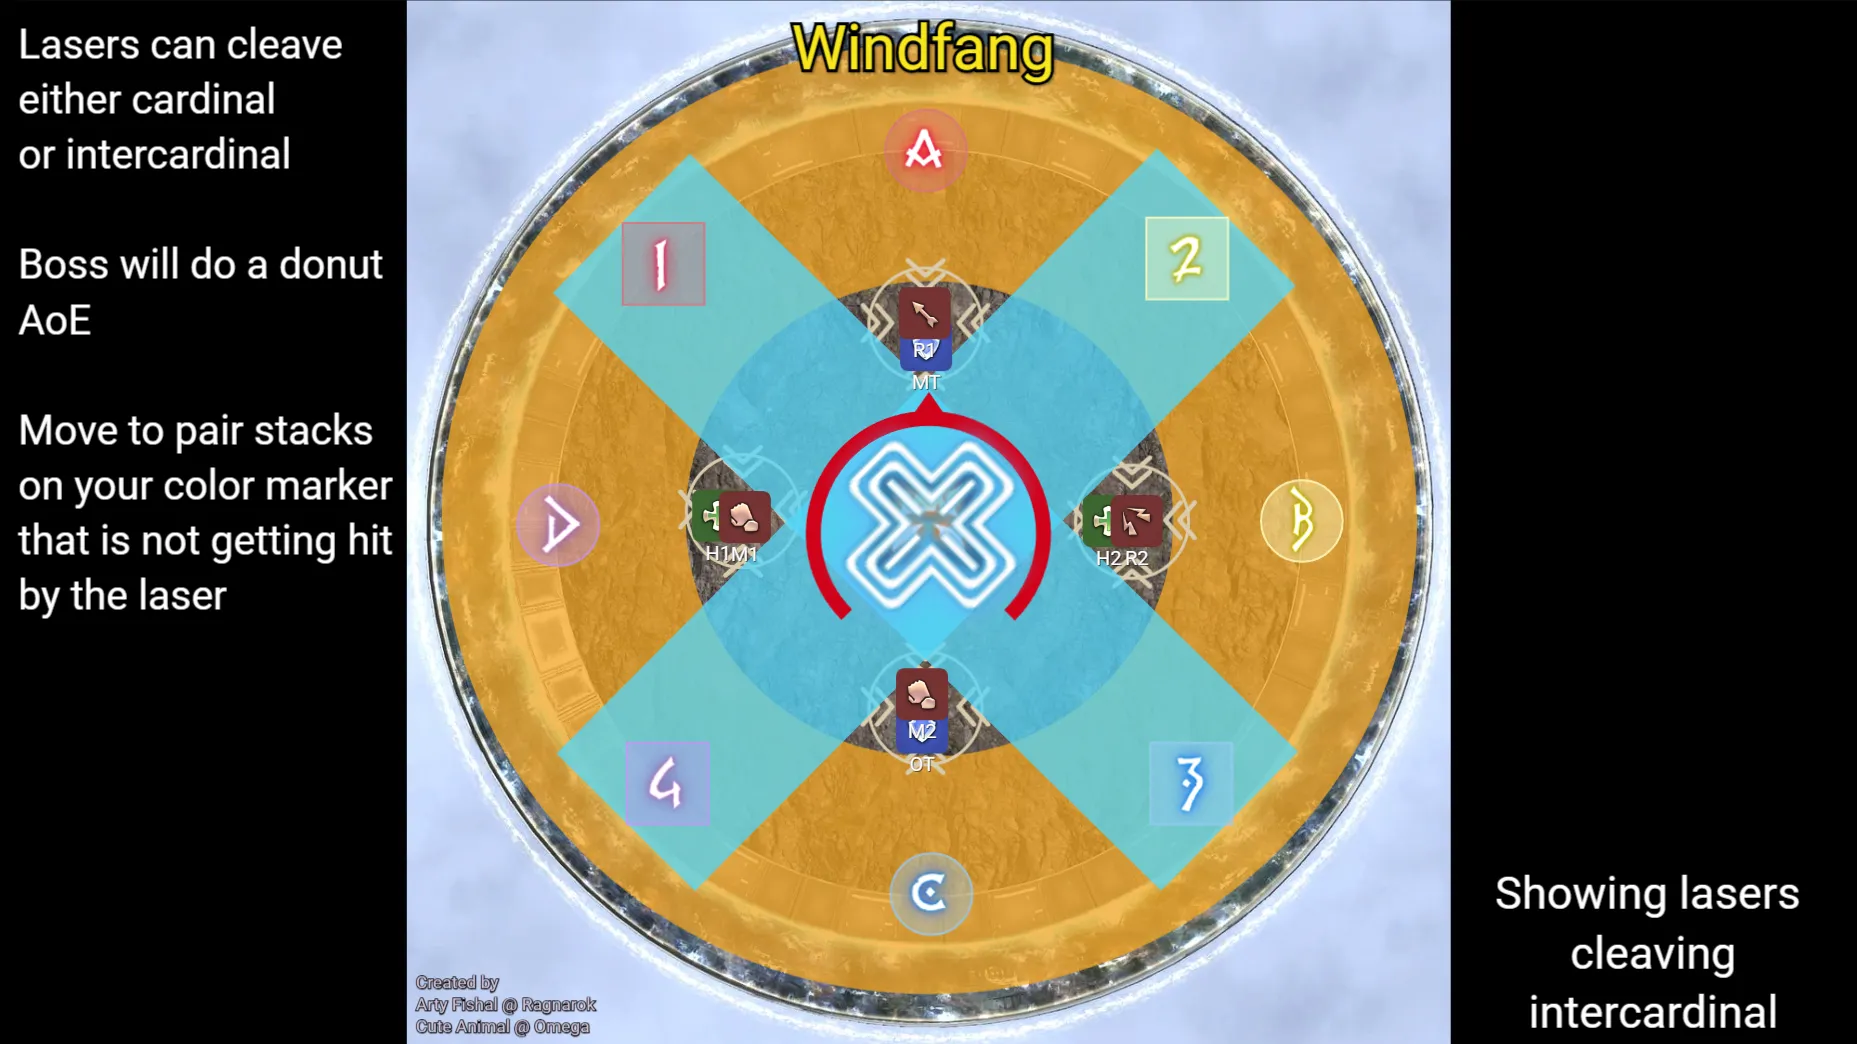 Windfang
Lasers can cleave
either cardinal
or intercardinal
Boss will do a donut
AoE
Move to pair stacks
on your color marker
that is not getting hit
by the laser
A
1
2
R1
MT
D
H1
M1
H2
R2
B
M2
OT
4
3
C
Showing lasers
cleaving
intercardinal
Created by
Arty Fishal @ Ragnarok
Cute Animal @ Omega